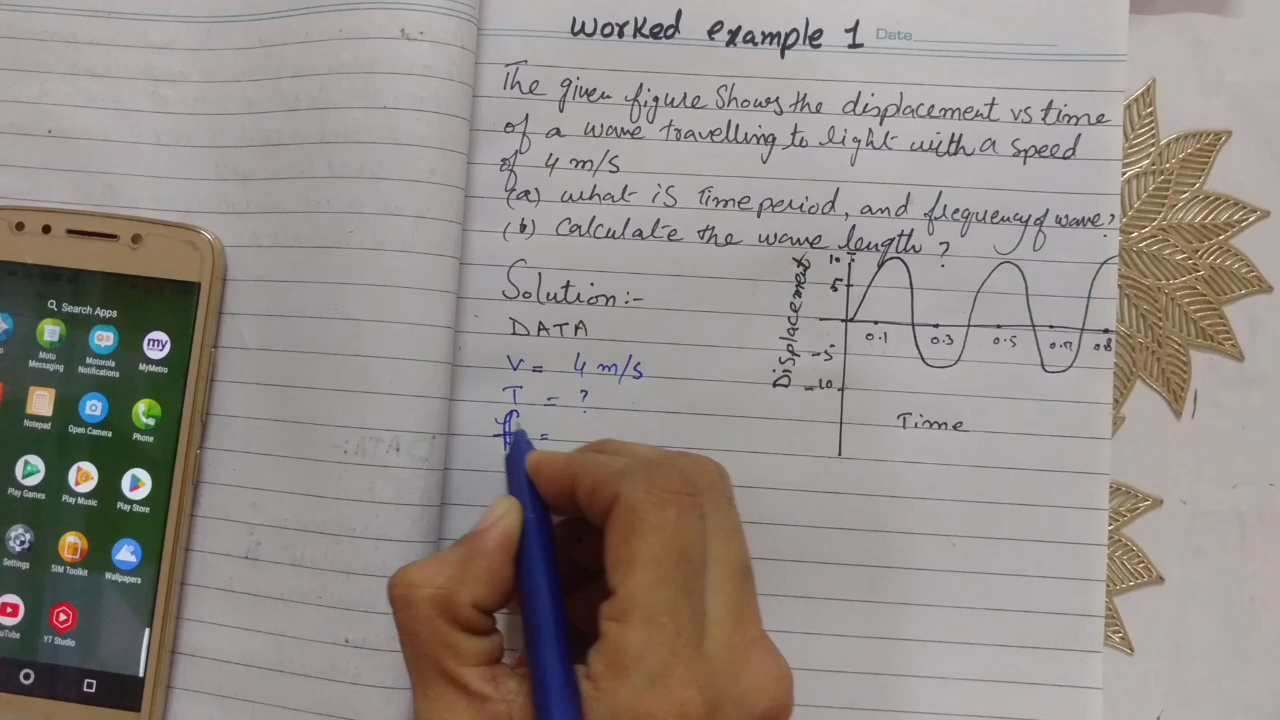 Worked example 1 Date
The given figure Shows the displacement vs time
of a wave travelling to light with a speed
of 4 m/s
(a) what is Time period, and frequency of wave?
(b) Calculate the wave length?
Solution:-
DATA
V = 4 m/s
T = ?
f =
Displacement
10
5
-5
-10
0.1 0.3 0.5 0.7 0.8
Time
Search Apps
Moto Messaging
Motorola Notifications
MyMetro
Notepad
Open Camera
Phone
Play Games
Play Music
Play Store
Settings
SIM Toolkit
Wallpapers
uTube
YT Studio
my